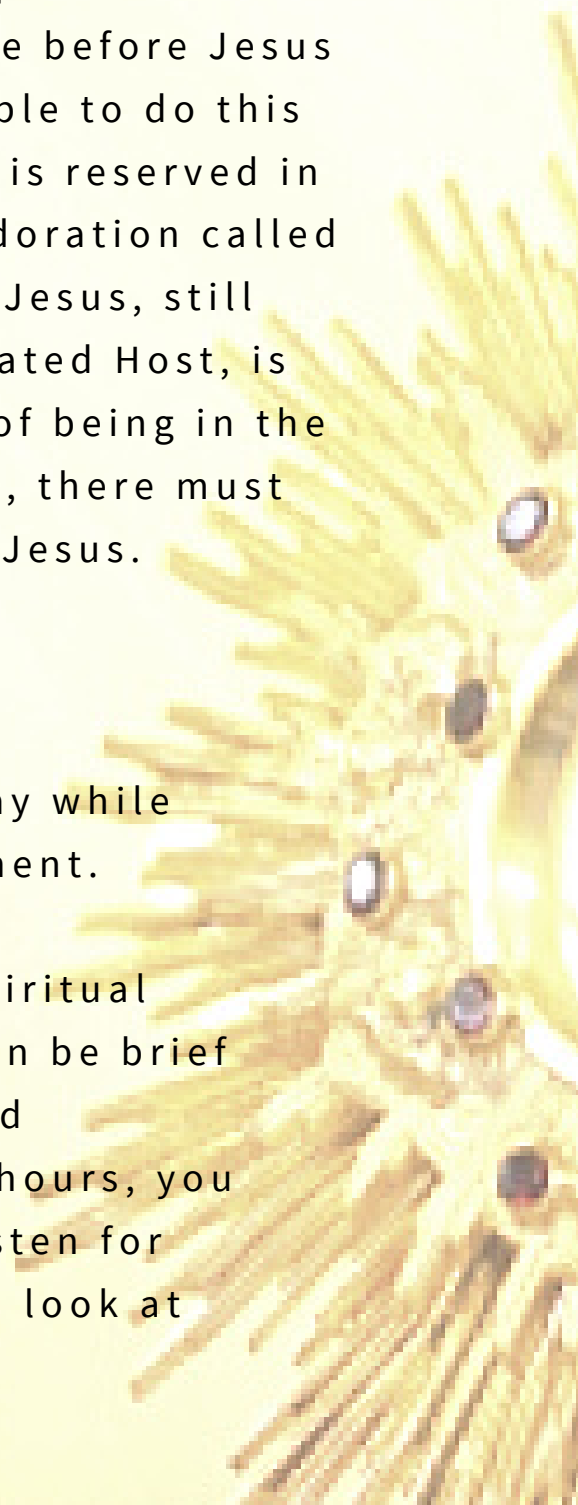 e before Jesus
ble to do this
is reserved in
doration called
Jesus, still
ated Host, is
of being in the
, there must
Jesus.
ay while
ment.
iritual
n be brief
d
hours, you
sten for
look at